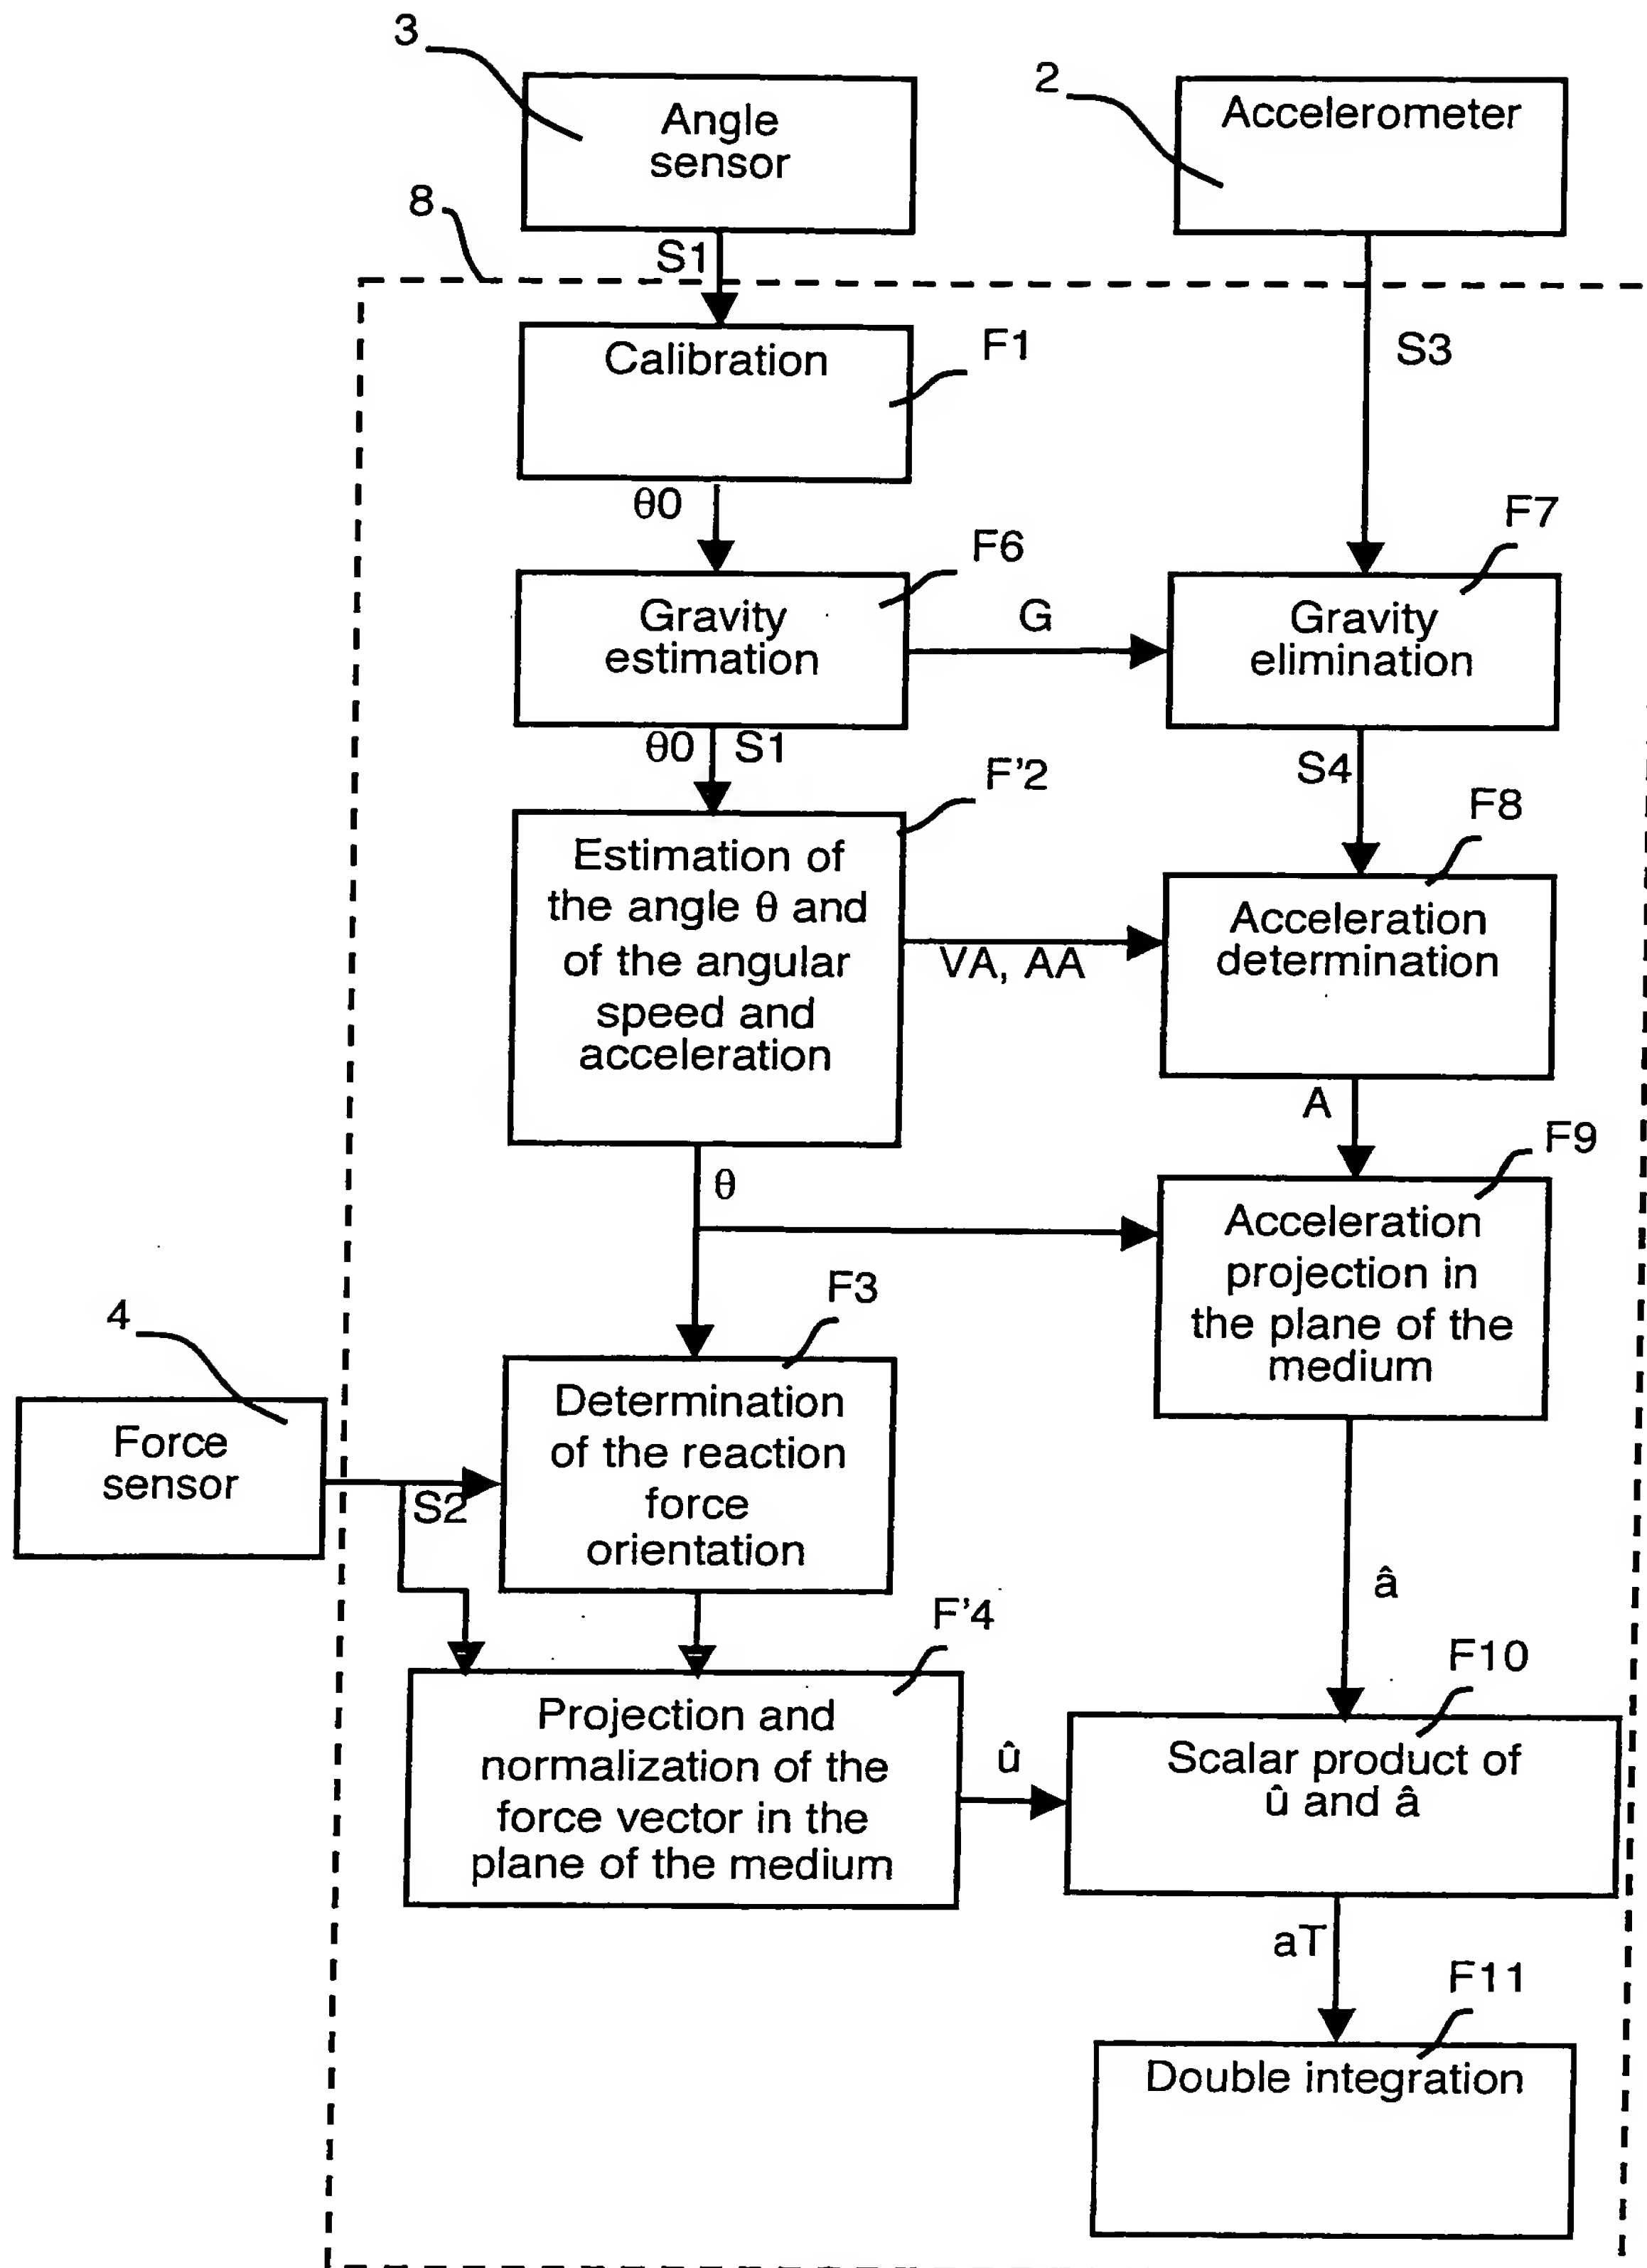 3
Angle
sensor
2
Accelerometer
8
S1
Calibration
F1
S3
θ0
F6
F7
Gravity
estimation
G
Gravity
elimination
θ0 S1
F'2
S4
F8
Estimation of
the angle θ and
of the angular
speed and
acceleration
VA, AA
Acceleration
determination
A
F9
θ
Acceleration
projection in
the plane of the
medium
F3
4
Force
sensor
S2
Determination
of the reaction
force
orientation
â
F'4
F10
Projection and
normalization of the
force vector in the
plane of the medium
û
Scalar product of
û and â
aT
F11
Double integration